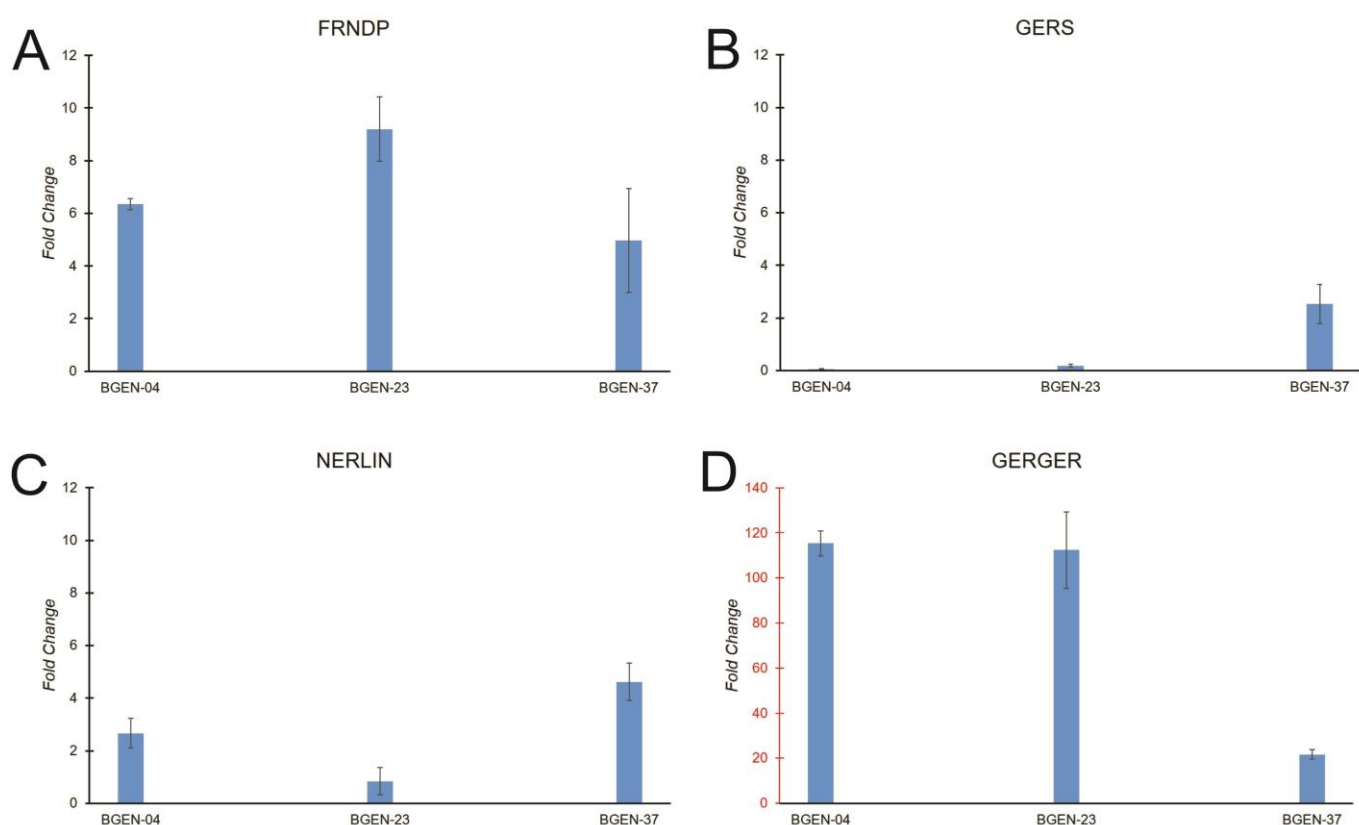 A
FRNDP
Fold Change
12
10
8
6
4
2
0
BGEN-04
BGEN-23
BGEN-37
B
GERS
Fold Change
12
10
8
6
4
2
0
BGEN-04
BGEN-23
BGEN-37
C
NERLIN
Fold Change
12
10
8
6
4
2
0
BGEN-04
BGEN-23
BGEN-37
D
GERGER
Fold Change
140
120
100
80
60
40
20
0
BGEN-04
BGEN-23
BGEN-37